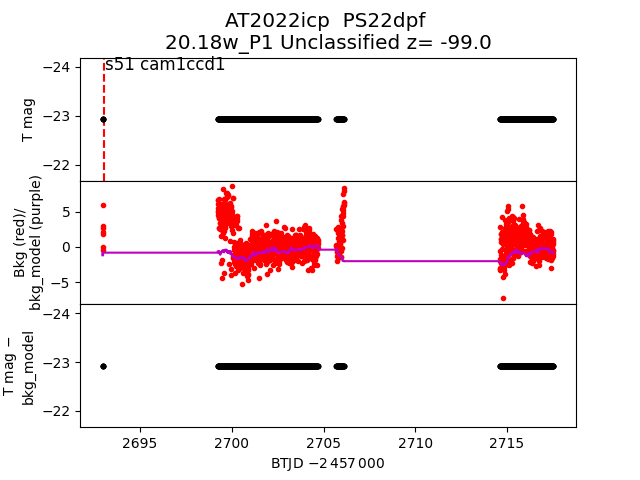 AT2022icp  PS22dpf
20.18w_P1 Unclassified z= -99.0
s51 cam1ccd1
−24
−23
−22
T mag
5
0
−5
Bkg (red)/
bkg_model (purple)
−24
−23
−22
T mag −
bkg_model
2695
2700
2705
2710
2715
BTJD −2 457 000